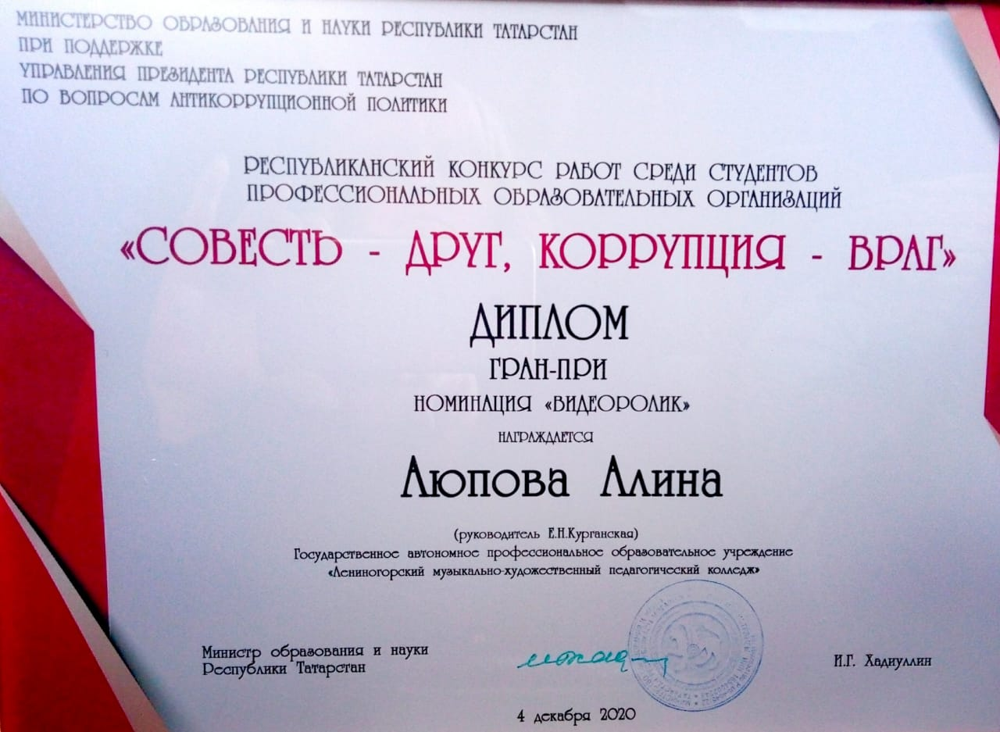 МИНИСТЕРСТВО ОБРАЗОВАНИЯ И НАУКИ РЕСПУБЛИКИ ТАТАРСТАН
ПРИ ПОДДЕРЖКЕ
УПРАВЛЕНИЯ ПРЕЗИДЕНТА РЕСПУБЛИКИ ТАТАРСТАН
ПО ВОПРОСАМ АНТИКОРРУПЦИОННОЙ ПОЛИТИКИ
РЕСПУБЛИКАНСКИЙ КОНКУРС РАБОТ СРЕДИ СТУДЕНТОВ
ПРОФЕССИОНАЛЬНЫХ ОБРАЗОВАТЕЛЬНЫХ ОРГАНИЗАЦИЙ
«СОВЕСТЬ - ДРУГ, КОРРУПЦИЯ - ВРАГ»
ДИПЛОМ
ГРАН-ПРИ
НОМИНАЦИЯ «ВИДЕОРОЛИК»
НАГРАЖДАЕТСЯ
Люпова Алина
(руководитель Е.Н.Курганская)
Государственное автономное профессиональное образовательное учреждение
«Лениногорский музыкально-художественный педагогический колледж»
Министр образования и науки
Республики Татарстан
И.Г. Хадиуллин
4 декабря 2020